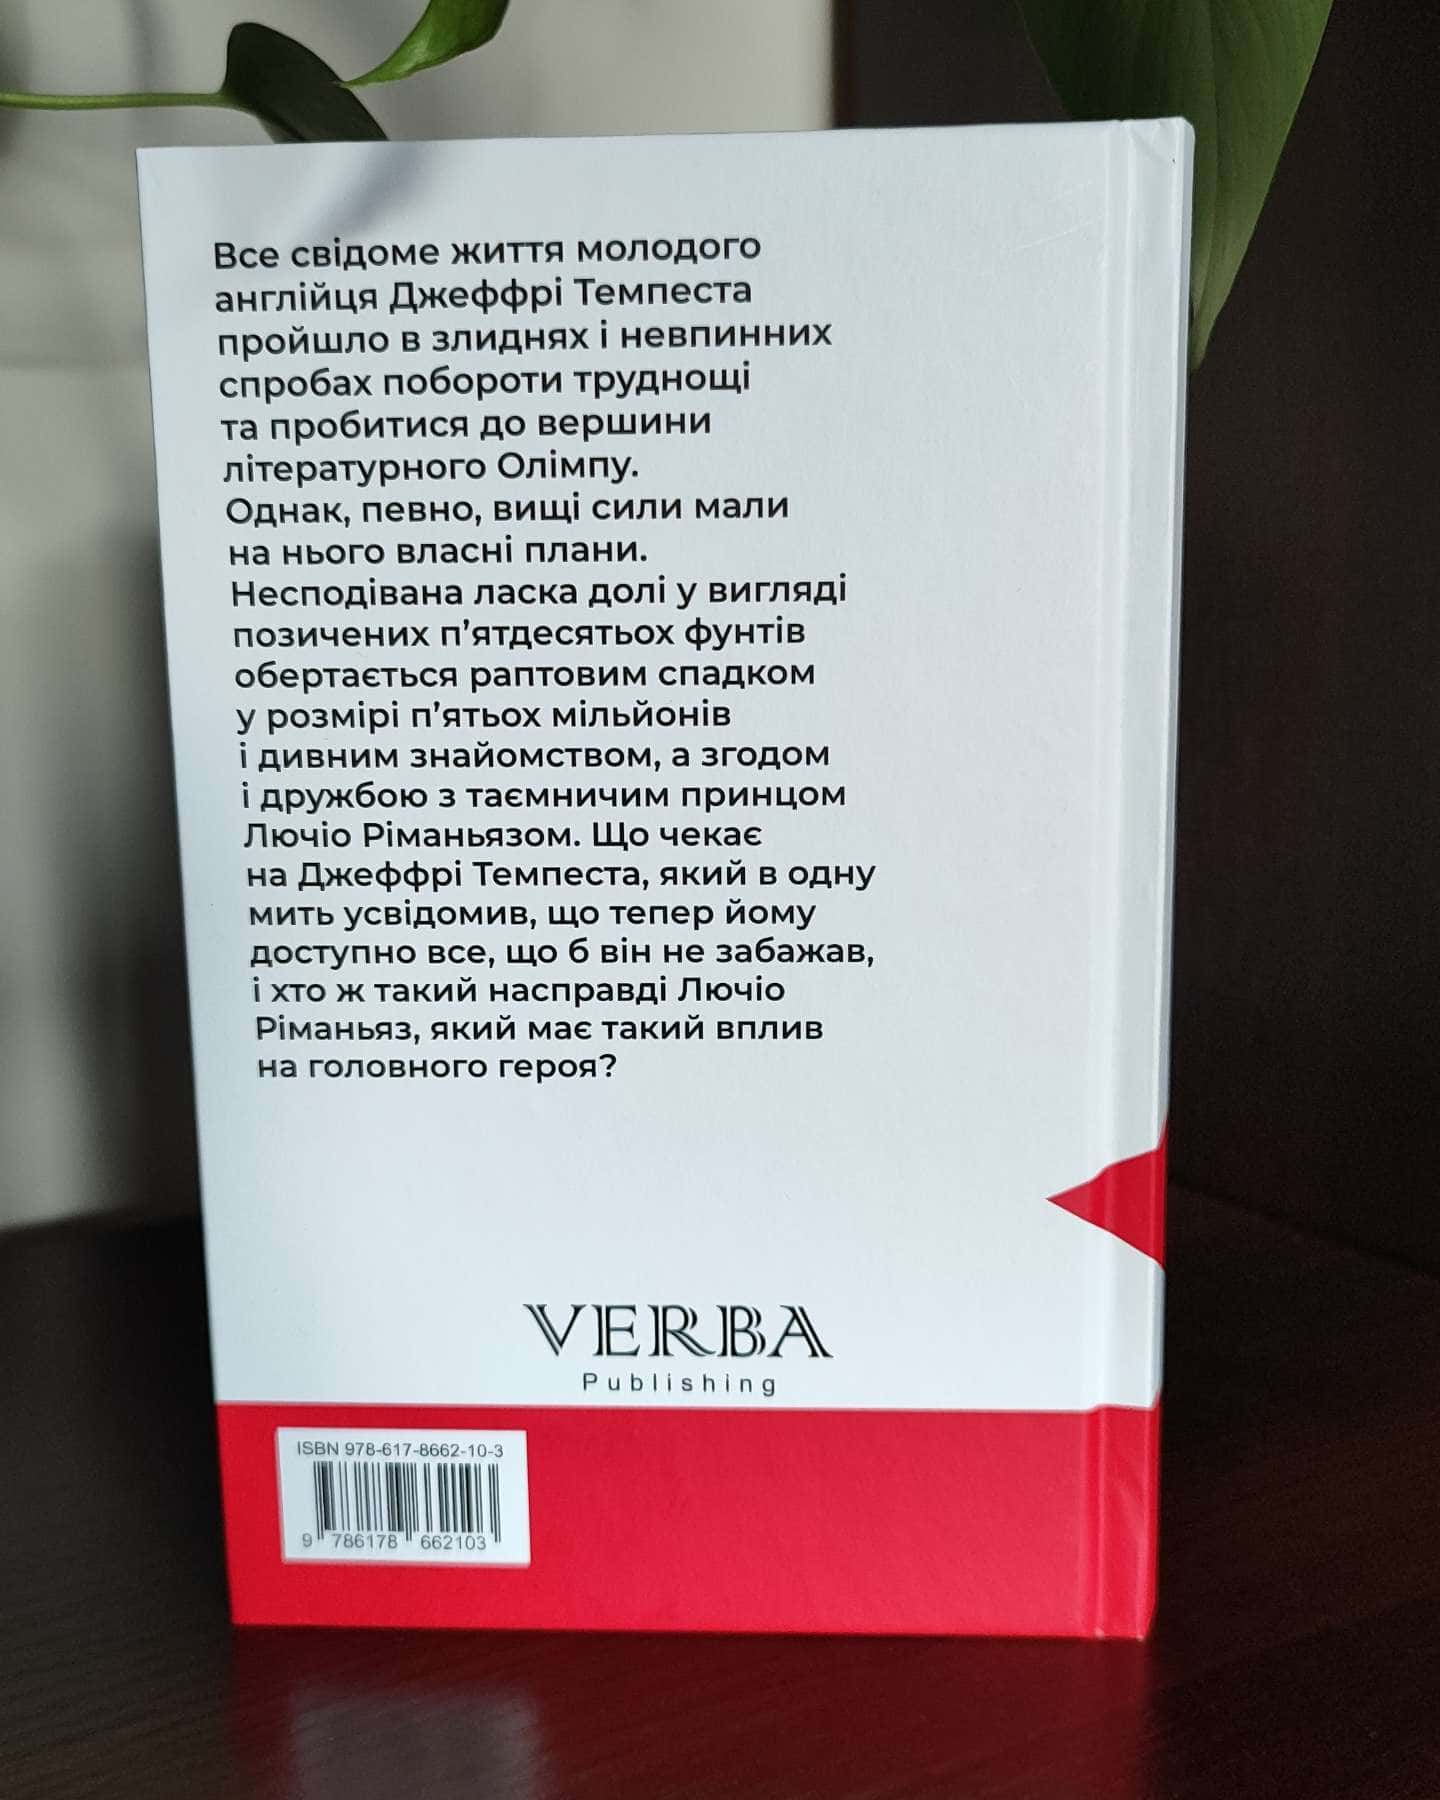 Все свідоме життя молодого
англійця Джеффрі Темпеста
пройшло в злиднях і невпинних
спробах побороти труднощі
та пробитися до вершини
літературного Олімпу.
Однак, певно, вищі сили мали
на нього власні плани.
Несподівана ласка долі у вигляді
позичених п’ятдесятьох фунтів
обертається раптовим спадком
у розмірі п’ятьох мільйонів
і дивним знайомством, а згодом
і дружбою з таємничим принцом
Лючіо Ріманьязом. Що чекає
на Джеффрі Темпеста, який в одну
мить усвідомив, що тепер йому
доступно все, що б він не забажав,
і хто ж такий насправді Лючіо
Ріманьяз, який має такий вплив
на головного героя?
VERBA
Publishing
ISBN 978-617-8662-10-3
9 786178 662103